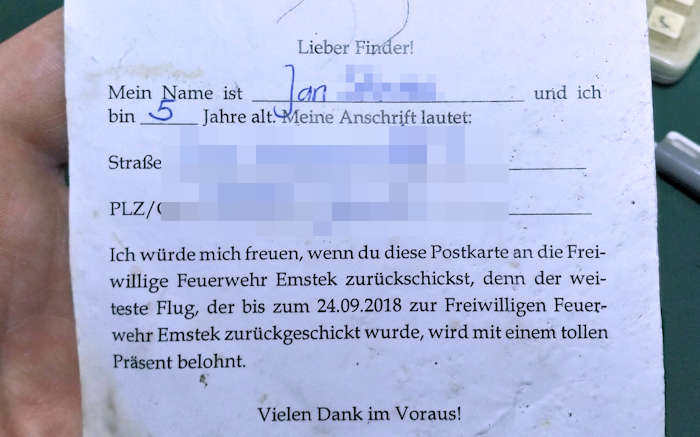 Lieber Finder!
Mein Name ist Jan und ich
bin 5 Jahre alt. Meine Anschrift lautet:
Straße
PLZ/
Ich würde mich freuen, wenn du diese Postkarte an die Frei-
willige Feuerwehr Emstek zurückschickst, denn der wei-
teste Flug, der bis zum 24.09.2018 zur Freiwilligen Feuer-
wehr Emstek zurückgeschickt wurde, wird mit einem tollen
Präsent belohnt.
Vielen Dank im Voraus!